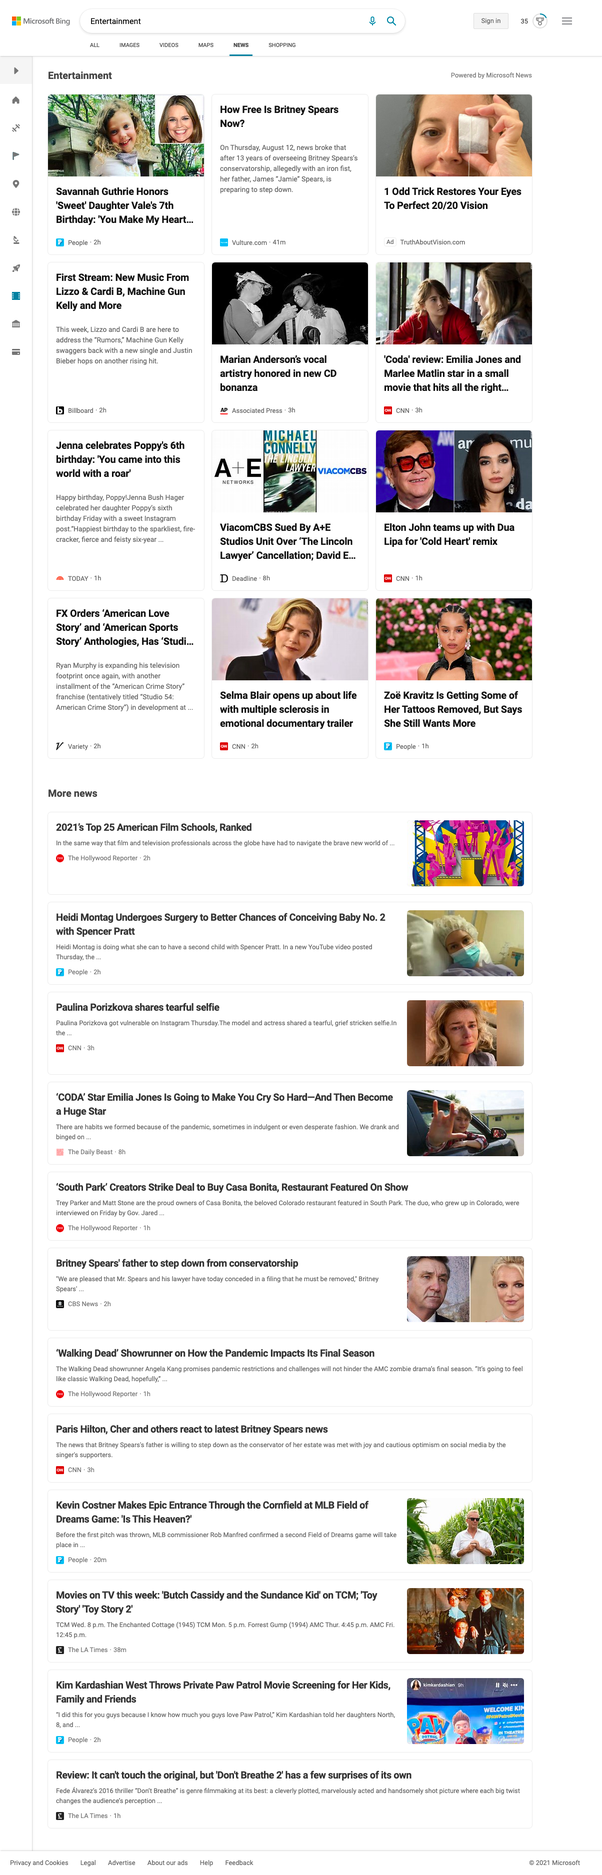 Microsoft Bing
Entertainment
Sign in
35
ALL
IMAGES
VIDEOS
MAPS
NEWS
SHOPPING
Entertainment
Powered by Microsoft News
Savannah Guthrie Honors
'Sweet' Daughter Vale's 7th
Birthday: 'You Make My Heart...
People · 2h
How Free Is Britney Spears
Now?
On Thursday, August 12, news broke that
after 13 years of overseeing Britney Spears's
conservatorship, allegedly with an iron fist,
her father, James "Jamie" Spears, is
preparing to step down.
Vulture.com · 41m
1 Odd Trick Restores Your Eyes
To Perfect 20/20 Vision
Ad TruthAboutVision.com
First Stream: New Music From
Lizzo & Cardi B, Machine Gun
Kelly and More
This week, Lizzo and Cardi B are here to
address the "Rumors," Machine Gun Kelly
swaggers back with a new single and Justin
Bieber hops on another rising hit.
Billboard · 2h
Marian Anderson's vocal
artistry honored in new CD
bonanza
AP Associated Press · 3h
'Coda' review: Emilia Jones and
Marlee Matlin star in a small
movie that hits all the right...
CNN · 3h
Jenna celebrates Poppy's 6th
birthday: 'You came into this
world with a roar'
Happy birthday, Poppy!Jenna Bush Hager
celebrated her daughter Poppy's sixth
birthday Friday with a sweet Instagram
post."Happiest birthday to the sparkliest, fire-
cracker, fierce and feisty six-year ...
TODAY · 1h
A+E
NETWORKS
MICHAEL
CONNELLY
THE LINCOLN
LAWYER
VIACOMCBS
ViacomCBS Sued By A+E
Studios Unit Over 'The Lincoln
Lawyer' Cancellation; David E...
Deadline · 8h
Elton John teams up with Dua
Lipa for 'Cold Heart' remix
CNN · 1h
FX Orders 'American Love
Story' and 'American Sports
Story' Anthologies, Has 'Studi...
Ryan Murphy is expanding his television
footprint once again, with another
installment of the "American Crime Story"
franchise (tentatively titled "Studio 54:
American Crime Story") in development at ...
Variety · 2h
Selma Blair opens up about life
with multiple sclerosis in
emotional documentary trailer
CNN · 2h
Zoë Kravitz Is Getting Some of
Her Tattoos Removed, But Says
She Still Wants More
People · 1h
More news
2021's Top 25 American Film Schools, Ranked
In the same way that film and television professionals across the globe have had to navigate the brave new world of ...
The Hollywood Reporter · 2h
Heidi Montag Undergoes Surgery to Better Chances of Conceiving Baby No. 2
with Spencer Pratt
Heidi Montag is doing what she can to have a second child with Spencer Pratt. In a new YouTube video posted
Thursday, the ...
People · 2h
Paulina Porizkova shares tearful selfie
Paulina Porizkova got vulnerable on Instagram Thursday.The model and actress shared a tearful, grief stricken selfie.In
the ...
CNN · 3h
'CODA' Star Emilia Jones Is Going to Make You Cry So Hard—And Then Become
a Huge Star
There are habits we formed because of the pandemic, sometimes in indulgent or even desperate fashion. We drank and
binged on ...
The Daily Beast · 8h
'South Park' Creators Strike Deal to Buy Casa Bonita, Restaurant Featured On Show
Trey Parker and Matt Stone are the proud owners of Casa Bonita, the beloved Colorado restaurant featured in South Park. The duo, who grew up in Colorado, were
interviewed on Friday by Gov. Jared ...
The Hollywood Reporter · 1h
Britney Spears' father to step down from conservatorship
"We are pleased that Mr. Spears and his lawyer have today conceded in a filing that he must be removed," Britney
Spears' ...
CBS News · 2h
'Walking Dead' Showrunner on How the Pandemic Impacts Its Final Season
The Walking Dead showrunner Angela Kang promises pandemic restrictions and challenges will not hinder the AMC zombie drama's final season. "It's going to feel
like classic Walking Dead, hopefully," ...
The Hollywood Reporter · 1h
Paris Hilton, Cher and others react to latest Britney Spears news
The news that Britney Spears's father is willing to step down as the conservator of her estate was met with joy and cautious optimism on social media by the
singer's supporters.
CNN · 3h
Kevin Costner Makes Epic Entrance Through the Cornfield at MLB Field of
Dreams Game: 'Is This Heaven?'
Before the first pitch was thrown, MLB commissioner Rob Manfred confirmed a second Field of Dreams game will take
place in ...
People · 20m
Movies on TV this week: 'Butch Cassidy and the Sundance Kid' on TCM; 'Toy
Story' 'Toy Story 2'
TCM Wed. 8 p.m. The Enchanted Cottage (1945) TCM Mon. 5 p.m. Forrest Gump (1994) AMC Thur. 4:45 p.m. AMC Fri.
12:45 p.m.
The LA Times · 38m
Kim Kardashian West Throws Private Paw Patrol Movie Screening for Her Kids,
Family and Friends
"I did this for you guys because I know how much you guys love Paw Patrol," Kim Kardashian told her daughters North,
8, and ...
People · 2h
kimkardashian
WELCOME
PAW
Review: It can't touch the original, but 'Don't Breathe 2' has a few surprises of its own
Fede Álvarez's 2016 thriller "Don't Breathe" is genre filmmaking at its best: a cleverly plotted, marvelously acted and handsomely shot picture where each big twist
changes the audience's perception ...
The LA Times · 1h
Privacy and Cookies
Legal
Advertise
About our ads
Help
Feedback
© 2021 Microsoft